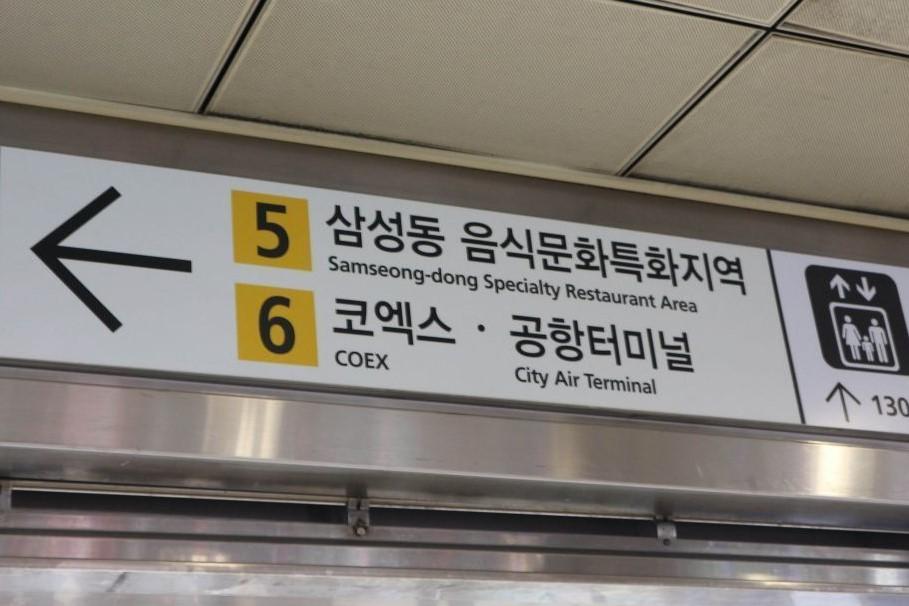 5 삼성동 음식문화특화지역
Samseong-dong Specialty Restaurant Area
6 코엑스 · 공항터미널
COEX City Air Terminal
130